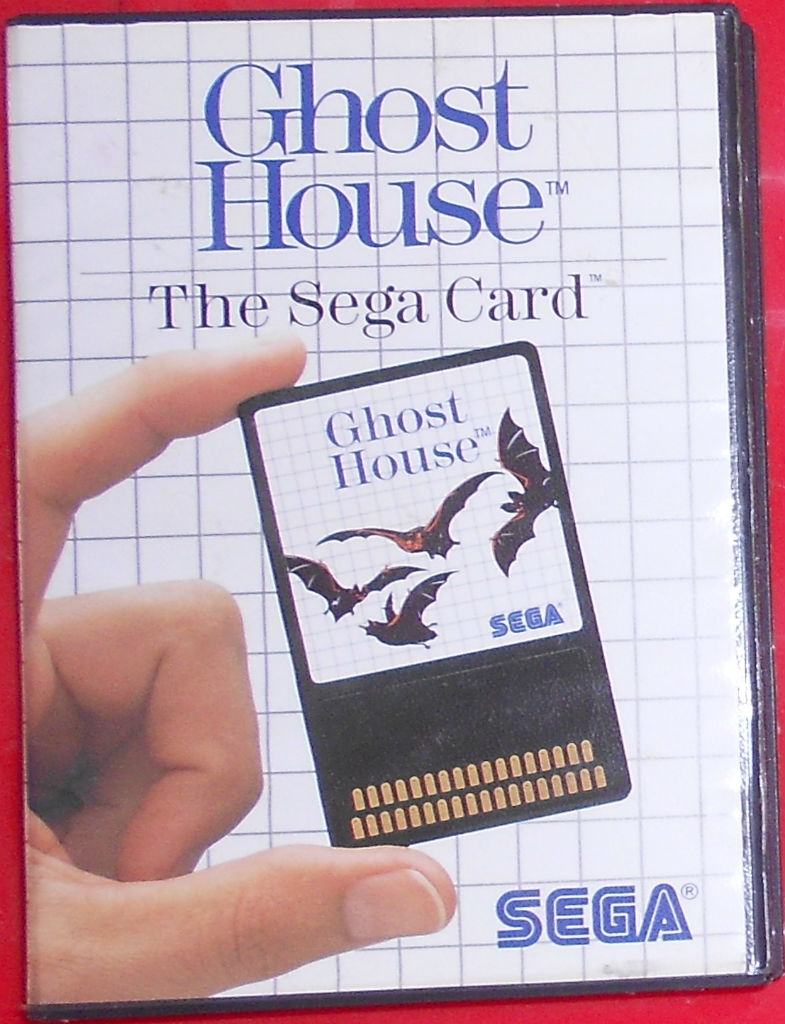 Ghost
House™
The Sega Card™
Ghost
House™
SEGA®
SEGA®